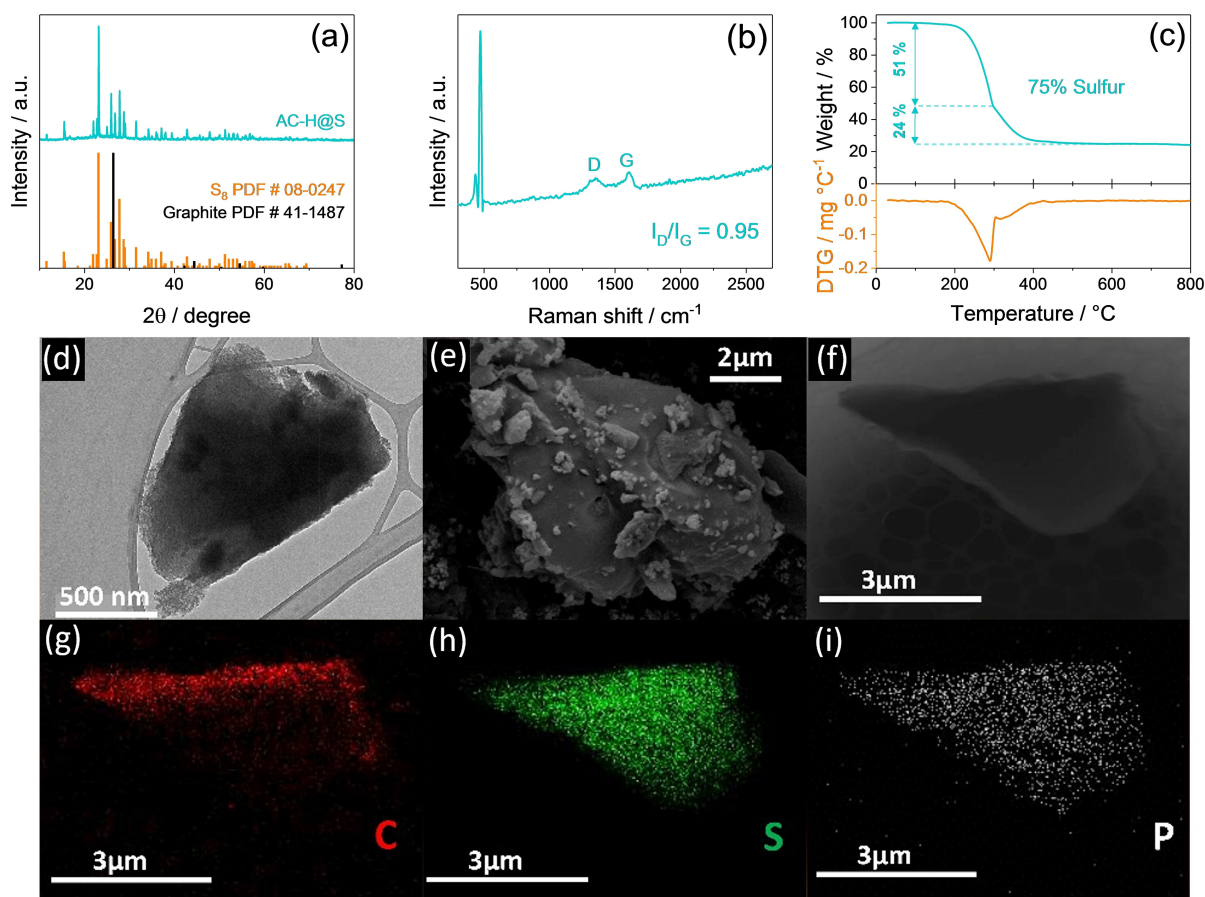 (a)
Intensity / a.u.
AC-H@S
S₈ PDF # 08-0247
Graphite PDF # 41-1487
20
40
60
80
2θ / degree
(b)
Intensity / a.u.
D
G
I_D/I_G = 0.95
500
1000
1500
2000
2500
Raman shift / cm⁻¹
(c)
Weight / %
100
80
60
40
20
0
51 %
24 %
75% Sulfur
DTG / mg °C⁻¹
0.0
-0.1
-0.2
0
200
400
600
800
Temperature / °C
(d)
500 nm
(e)
2μm
(f)
3μm
(g)
C
3μm
(h)
S
3μm
(i)
P
3μm